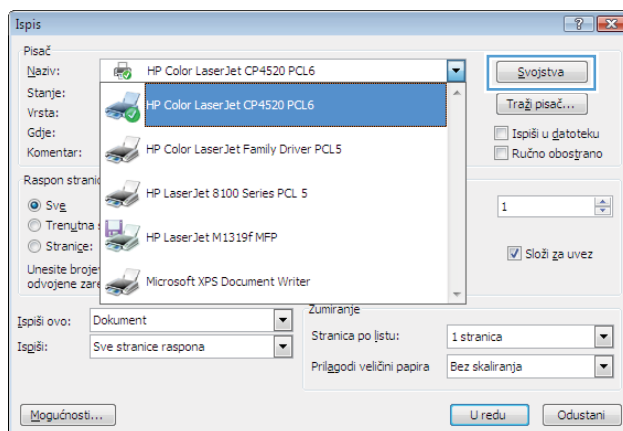 Ispis
Pisač
Naziv: HP Color LaserJet CP4520 PCL6 Svojstva
Stanje: HP Color LaserJet CP4520 PCL6
Vrsta: Traži pisač...
Gdje: HP Color LaserJet Family Driver PCL5 Ispiši u datoteku
Komentar: Ručno obostrano
Raspon stranic
HP LaserJet 8100 Series PCL 5
Sve 1
Trenutna s
HP LaserJet M1319f MFP
Stranice: Složi za uvez
Unesite broje
odvojene zare
Microsoft XPS Document Writer
Ispiši ovo: Dokument Zumiranje
Ispiši: Sve stranice raspona Stranica po listu: 1 stranica
Prilagodi veličini papira Bez skaliranja
Mogućnosti... U redu Odustani